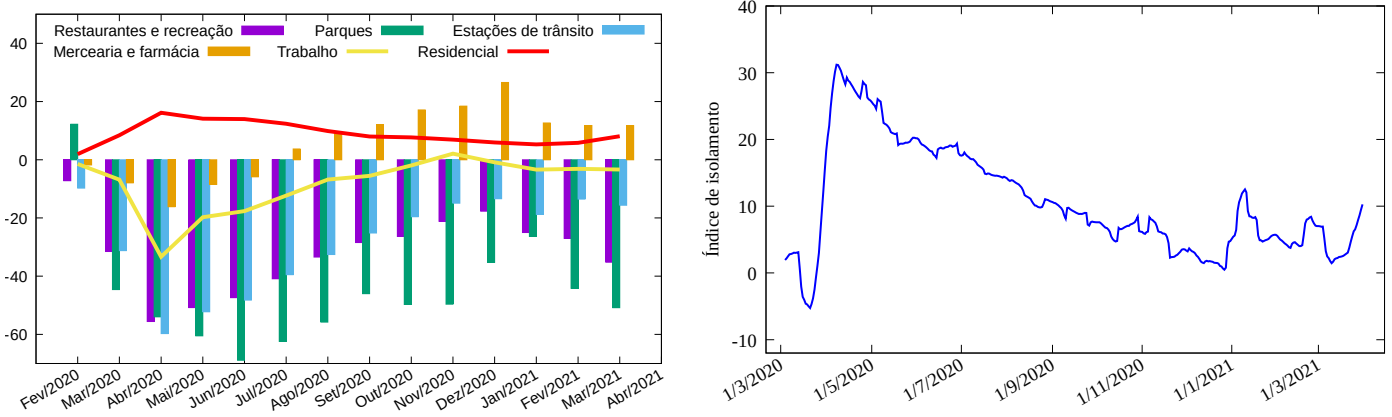 Restaurantes e recreação Parques Estações de trânsito
Mercearia e farmácia Trabalho Residencial
40
20
0
-20
-40
-60
Fev/2020 Mar/2020 Abr/2020 Mai/2020 Jun/2020 Jul/2020 Ago/2020 Set/2020 Out/2020 Nov/2020 Dez/2020 Jan/2021 Fev/2021 Mar/2021 Abr/2021
Índice de isolamento
40
30
20
10
0
-10
1/3/2020 1/5/2020 1/7/2020 1/9/2020 1/11/2020 1/1/2021 1/3/2021